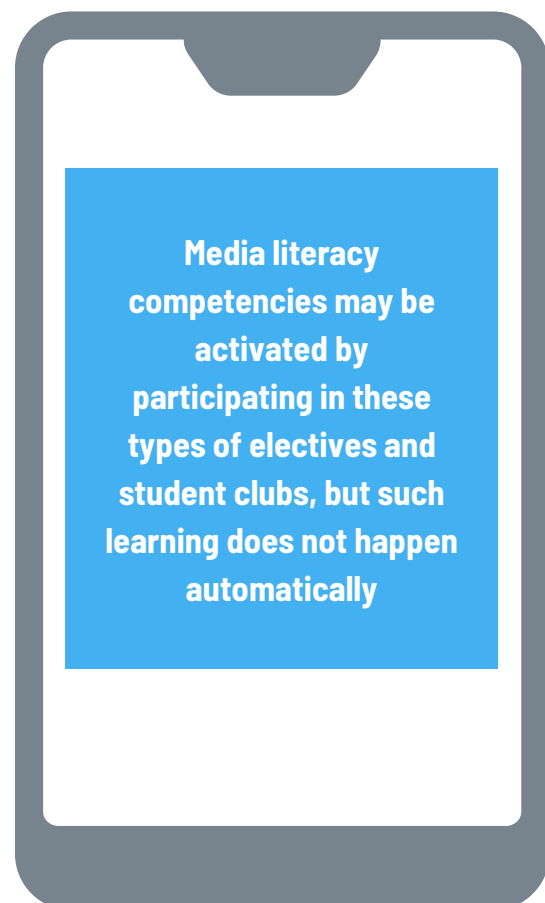 Media literacy
competencies may be
activated by
participating in these
types of electives and
student clubs, but such
learning does not happen
automatically